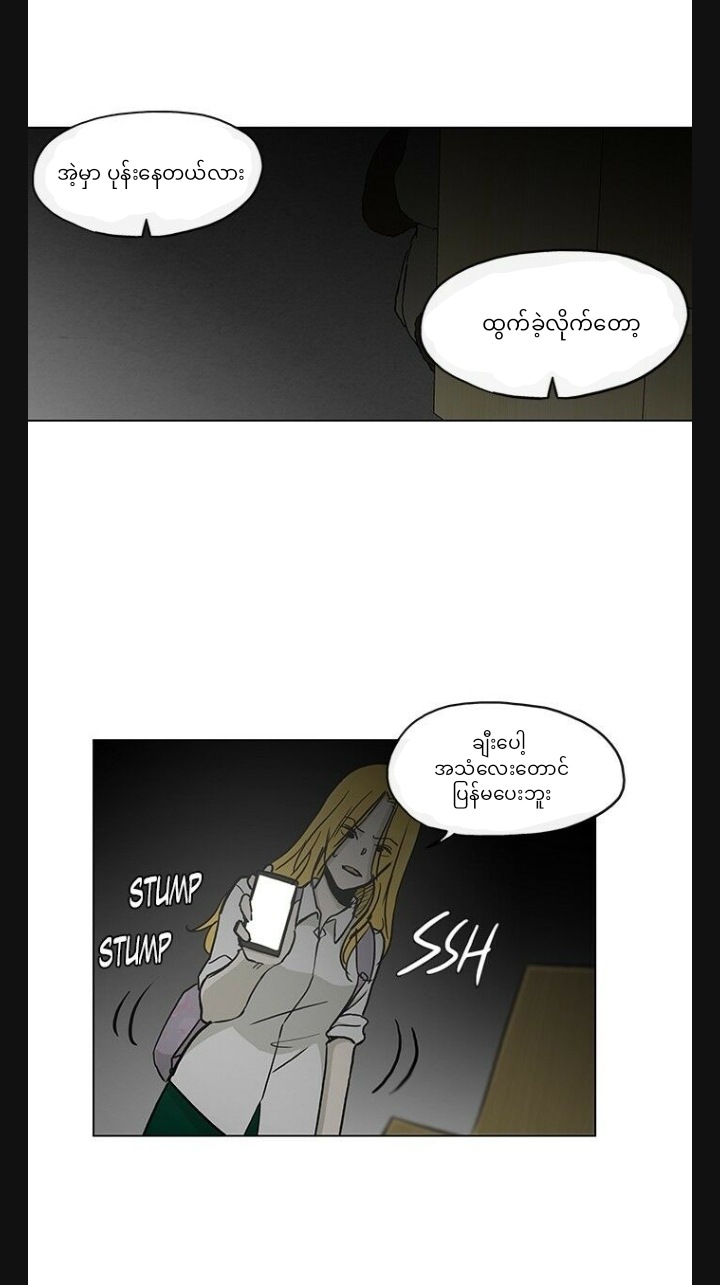 အဲ့မှာ ပုန်းနေတယ်လား
ထွက်ခဲ့လိုက်တော့
ချီးပေါ့
အသံလေးတောင်
ပြန်မပေးဘူး
STUMP
STUMP
SSH